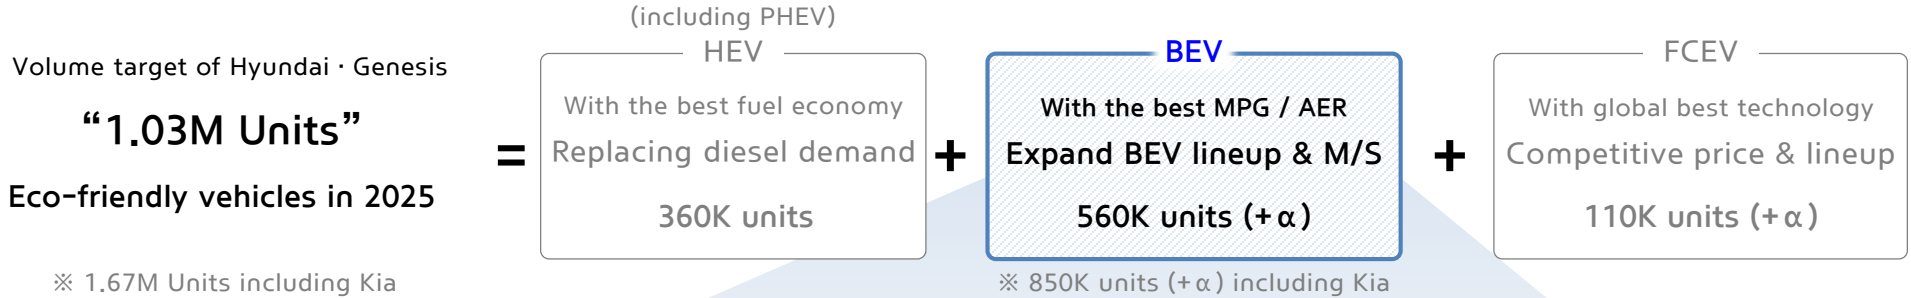 Volume target of Hyundai · Genesis
“1.03M Units”
Eco-friendly vehicles in 2025
※ 1.67M Units including Kia
=
(including PHEV)
HEV
With the best fuel economy
Replacing diesel demand
360K units
+
BEV
With the best MPG / AER
Expand BEV lineup & M/S
560K units (+α)
※ 850K units (+α) including Kia
+
FCEV
With global best technology
Competitive price & lineup
110K units (+α)